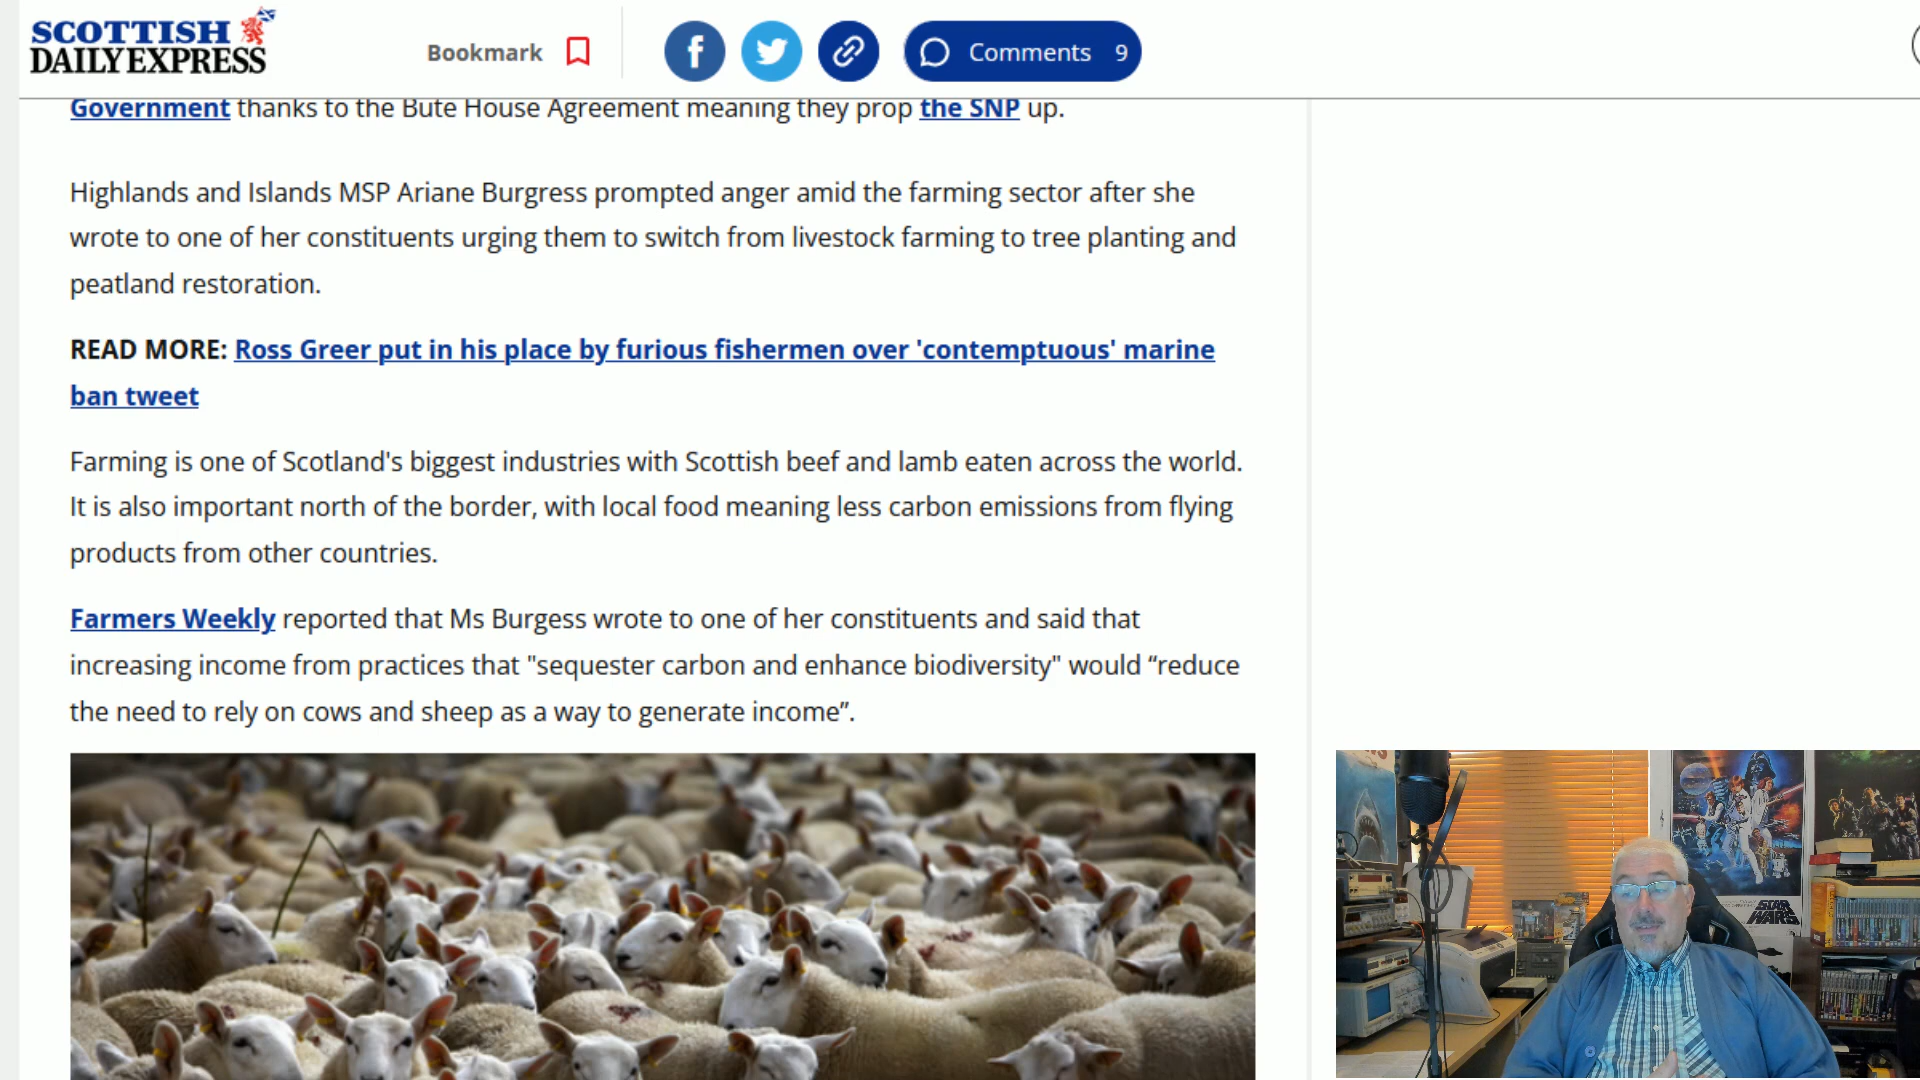 SCOTTISH
DAILY EXPRESS
Bookmark
Comments 9
Government thanks to the Bute House Agreement meaning they prop the SNP up.
Highlands and Islands MSP Ariane Burgress prompted anger amid the farming sector after she
wrote to one of her constituents urging them to switch from livestock farming to tree planting and
peatland restoration.
READ MORE: Ross Greer put in his place by furious fishermen over 'contemptuous' marine
ban tweet
Farming is one of Scotland's biggest industries with Scottish beef and lamb eaten across the world.
It is also important north of the border, with local food meaning less carbon emissions from flying
products from other countries.
Farmers Weekly reported that Ms Burgess wrote to one of her constituents and said that
increasing income from practices that "sequester carbon and enhance biodiversity" would “reduce
the need to rely on cows and sheep as a way to generate income”.
STAR
WARS